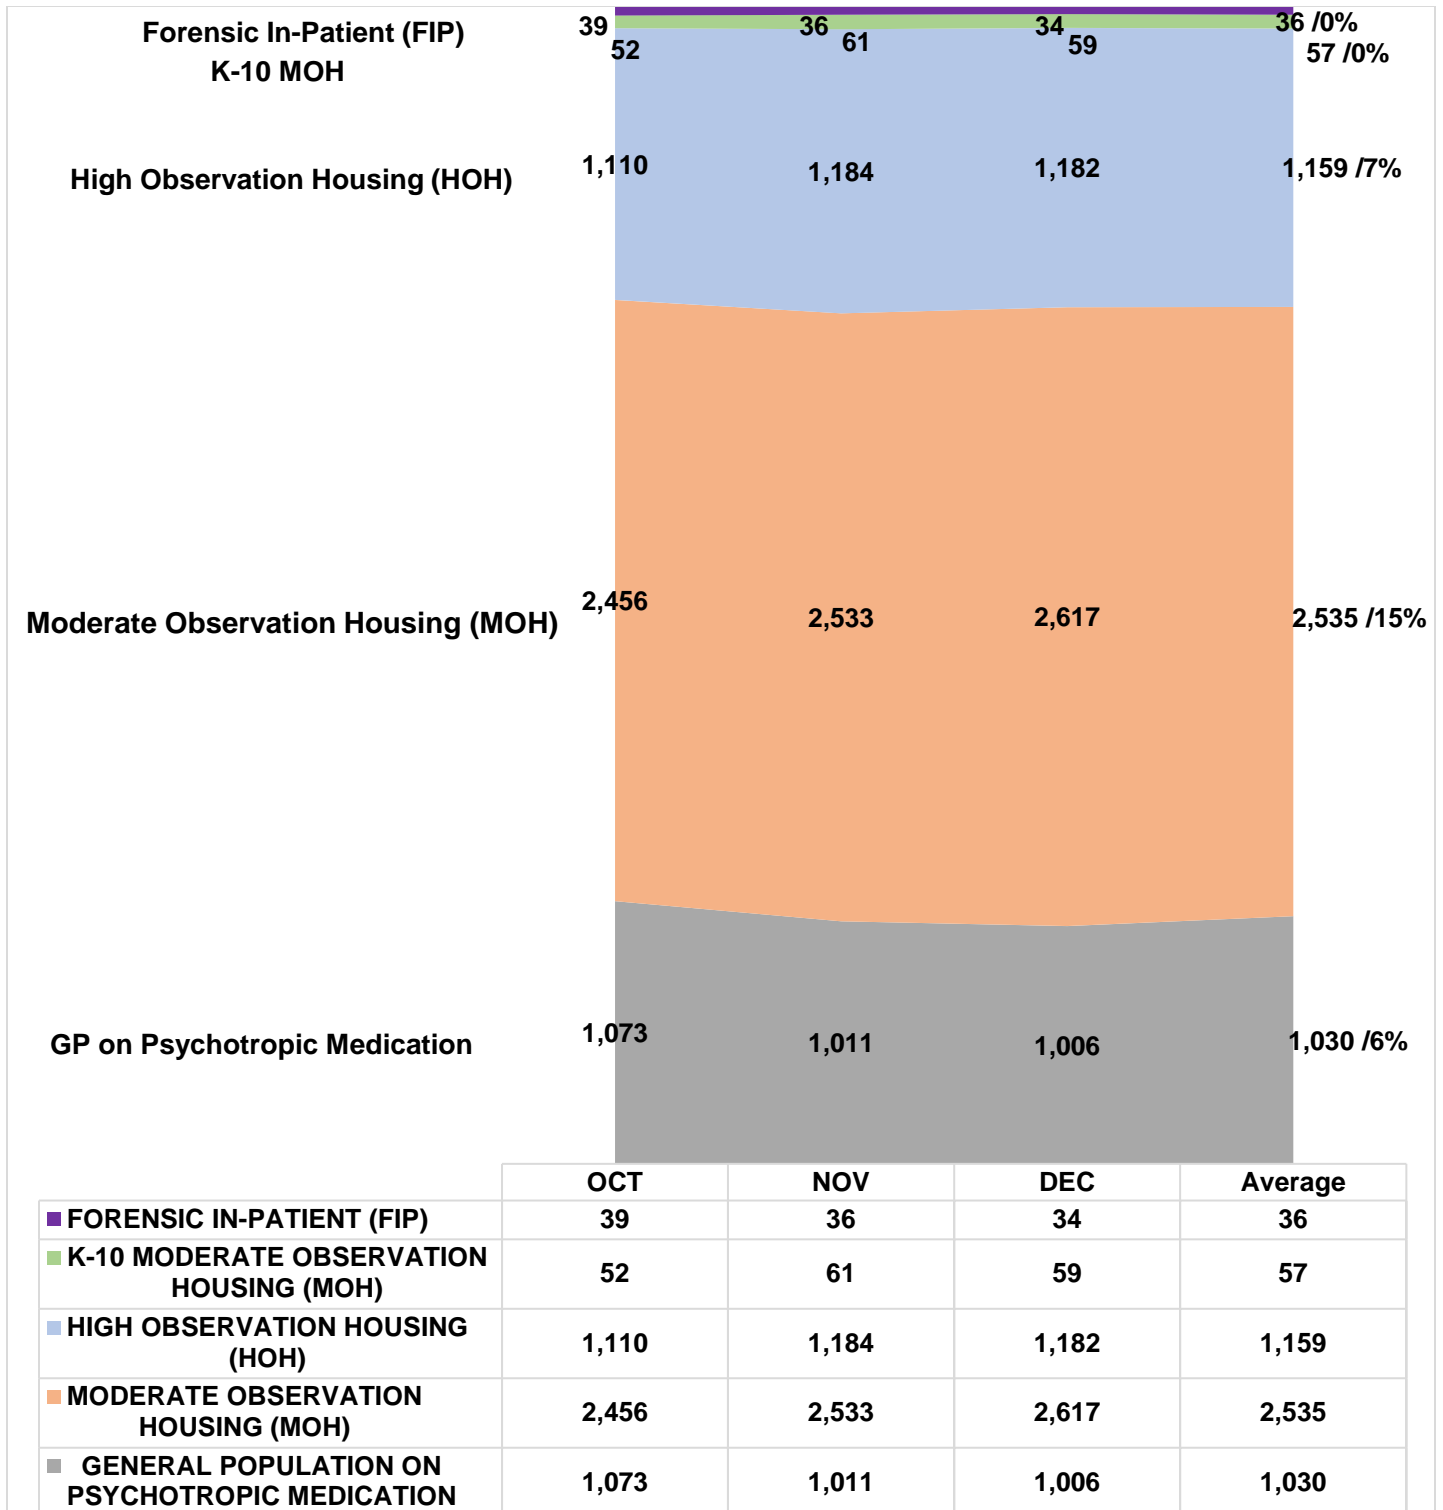 Forensic In-Patient (FIP) 39 36 34 36 /0%
K-10 MOH 52 61 59 57 /0%
High Observation Housing (HOH) 1,110 1,184 1,182 1,159 /7%
Moderate Observation Housing (MOH) 2,456 2,533 2,617 2,535 /15%
GP on Psychotropic Medication 1,073 1,011 1,006 1,030 /6%
OCT NOV DEC Average
FORENSIC IN-PATIENT (FIP) 39 36 34 36
K-10 MODERATE OBSERVATION
HOUSING (MOH) 52 61 59 57
HIGH OBSERVATION HOUSING
(HOH) 1,110 1,184 1,182 1,159
MODERATE OBSERVATION
HOUSING (MOH) 2,456 2,533 2,617 2,535
GENERAL POPULATION ON
PSYCHOTROPIC MEDICATION 1,073 1,011 1,006 1,030